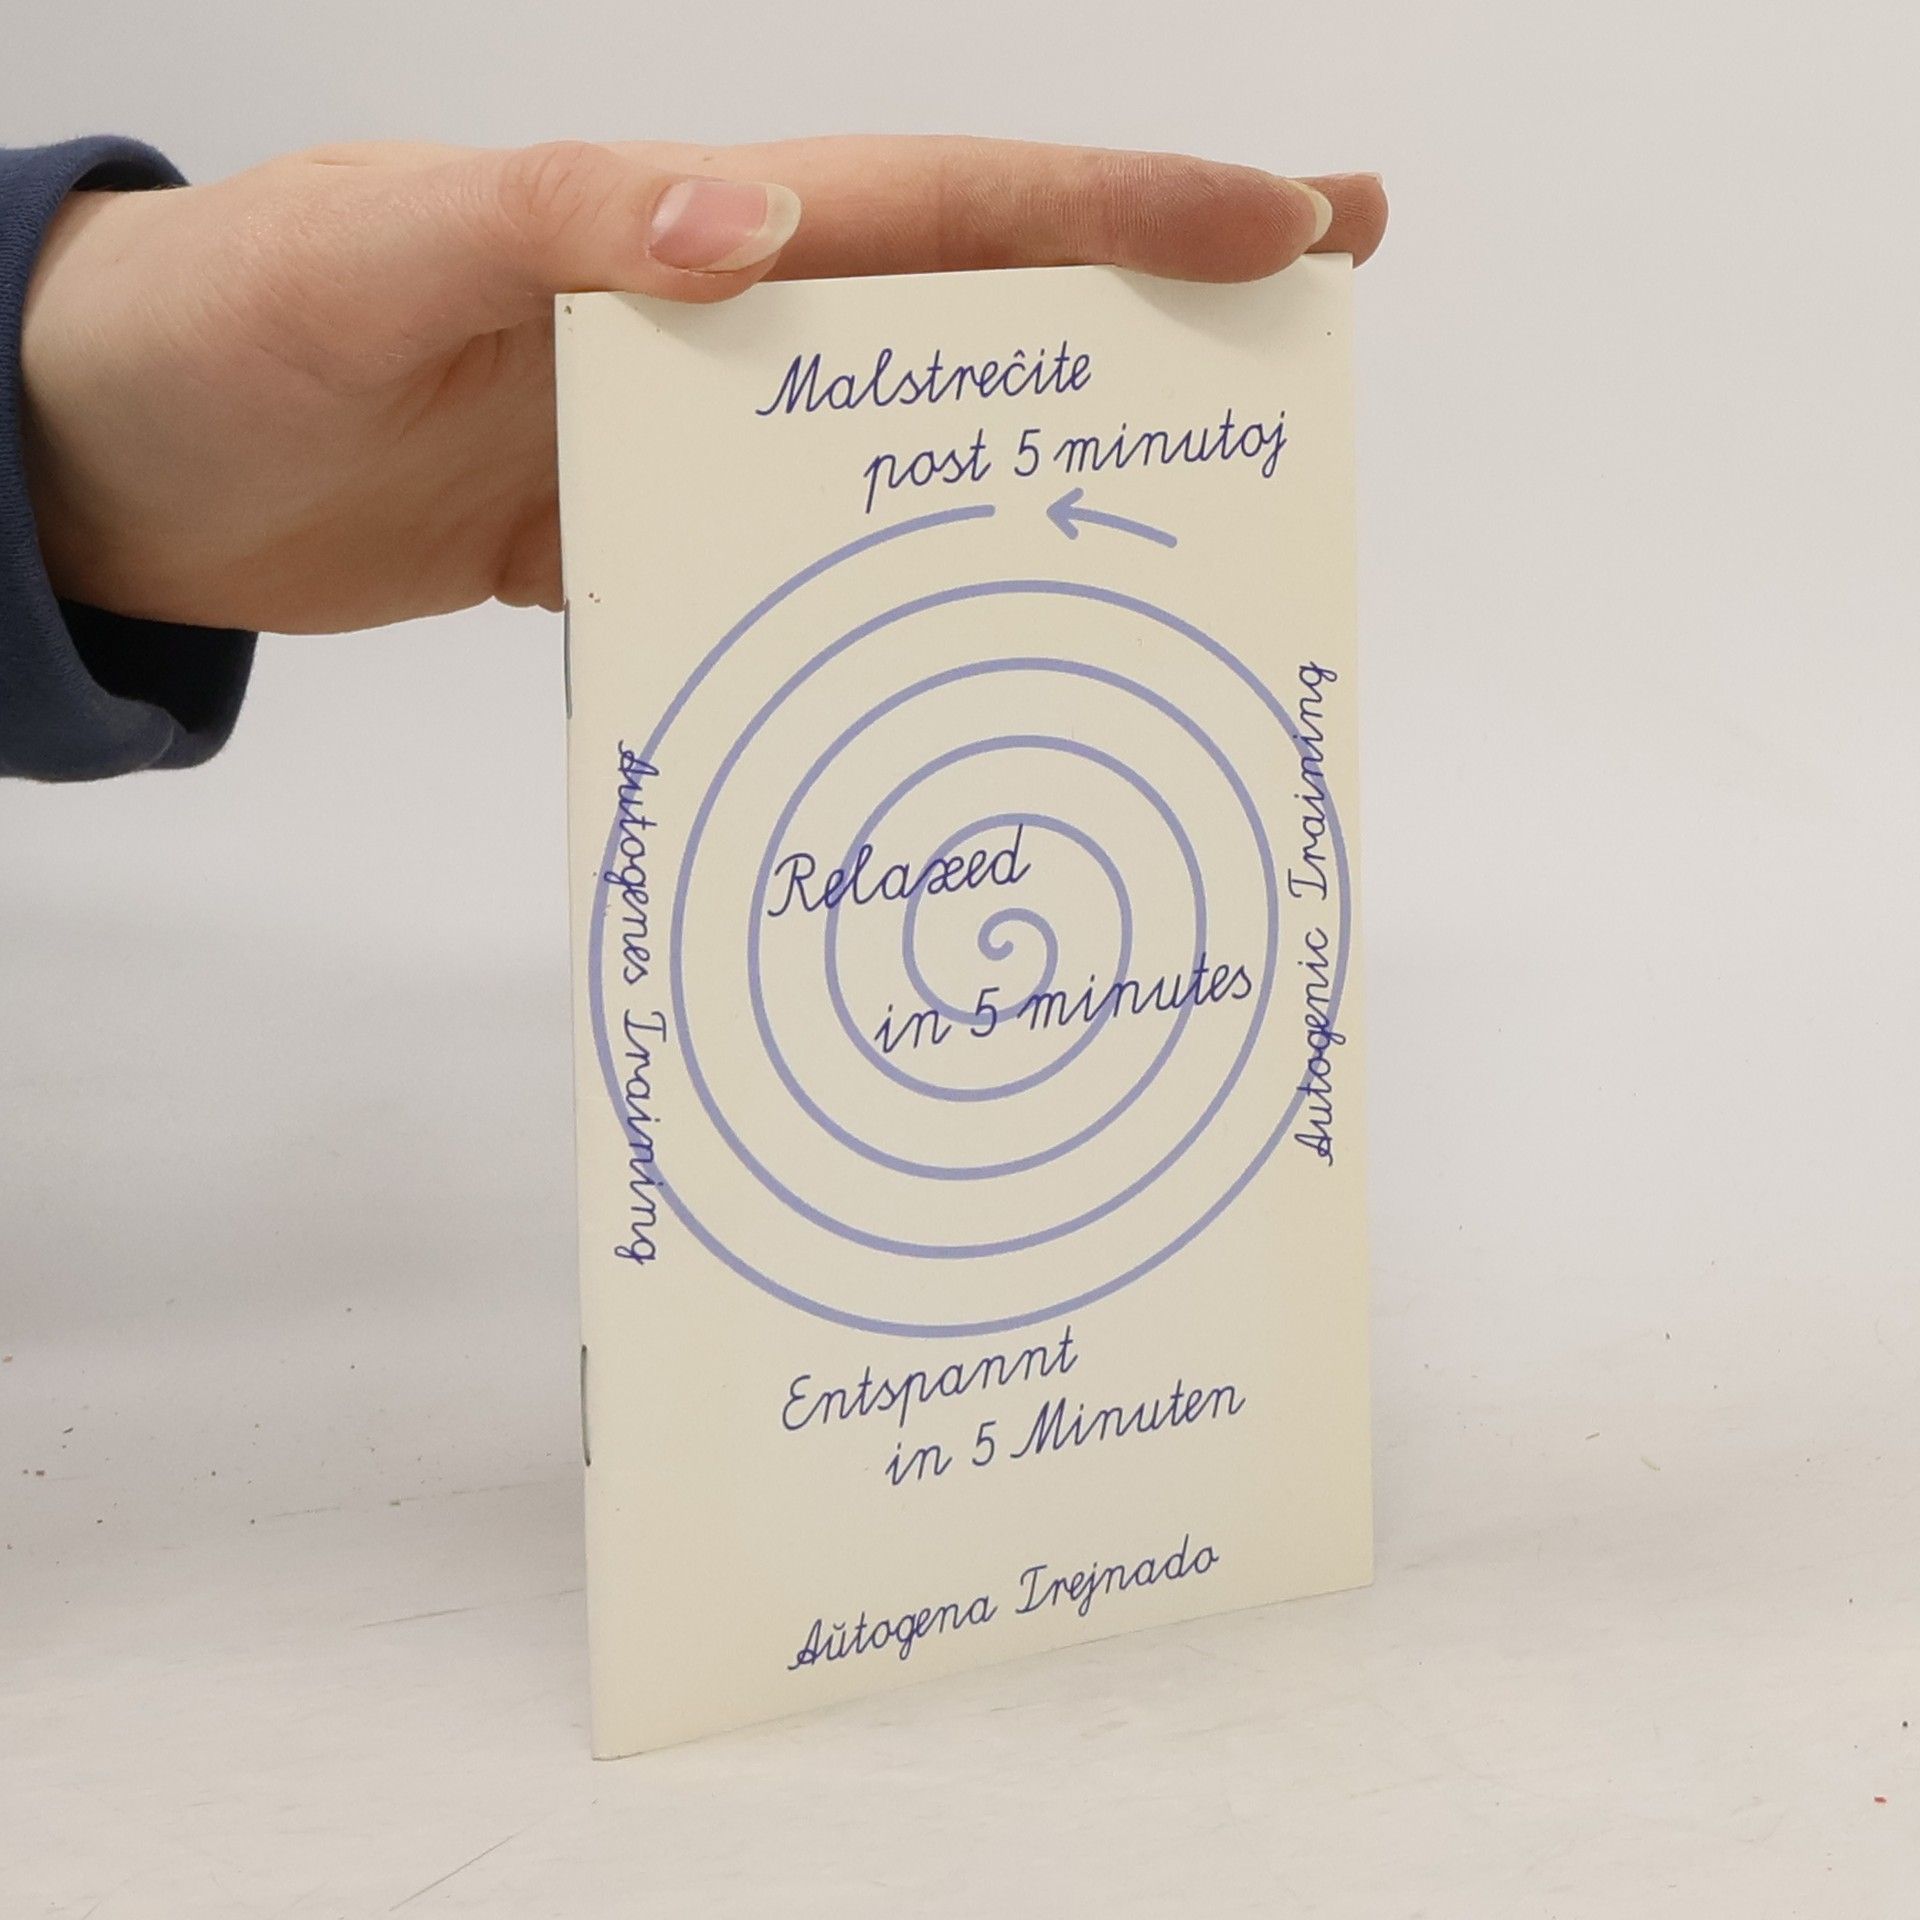 Malstreĉite
post 5 minutoj
Autogenes Training
Relaxed
in 5 minutes
Autogenic Training
Entspannt
in 5 Minuten
Aŭtogena Trejnado